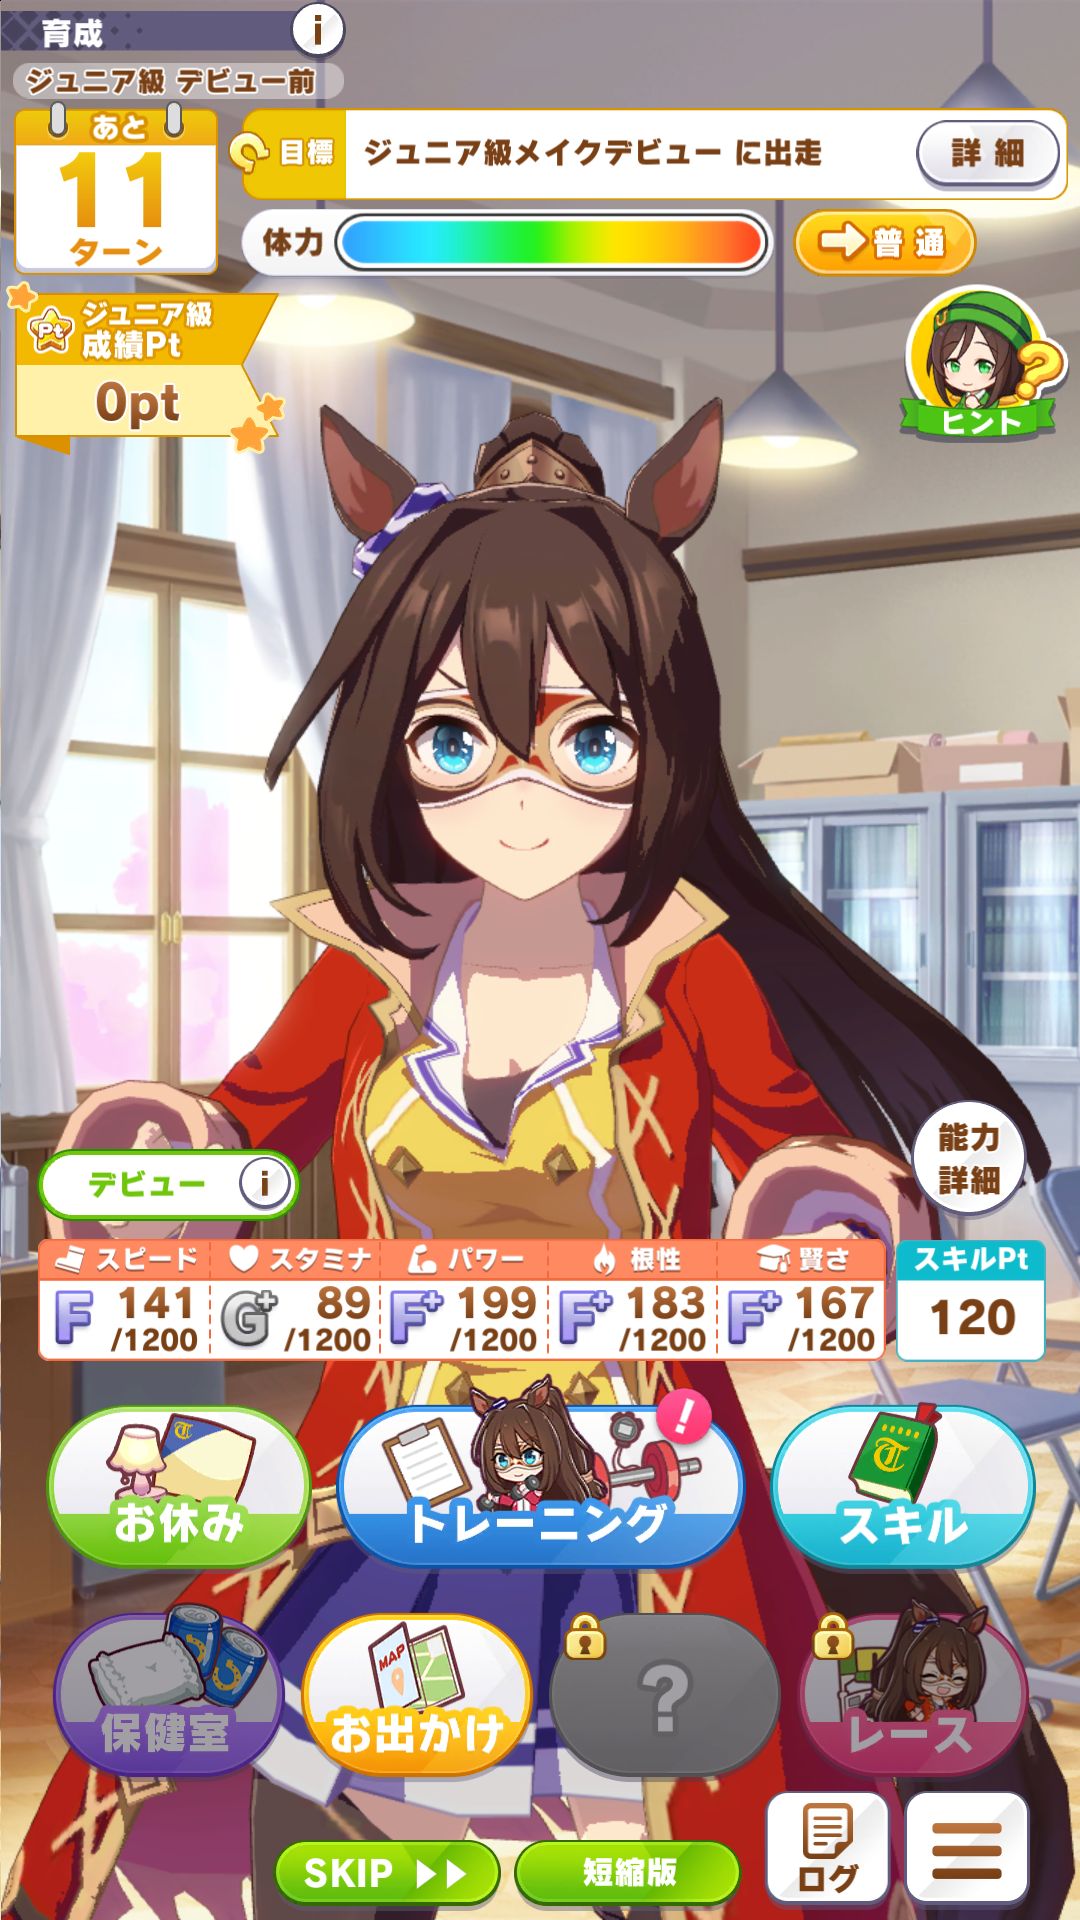 育成
i
ジュニア級 デビュー前
あと
11
ターン
目標
ジュニア級メイクデビュー に出走
詳細
体力
普通
Pt
ジュニア級
成績Pt
0pt
ヒント
能力
詳細
デビュー i
スピード スタミナ パワー 根性 賢さ スキルPt
F 141 /1200
G+ 89 /1200
F+ 199 /1200
F+ 183 /1200
F+ 167 /1200
120
お休み
トレーニング
スキル
保健室
MAP
お出かけ
?
レース
SKIP
短縮版
ログ